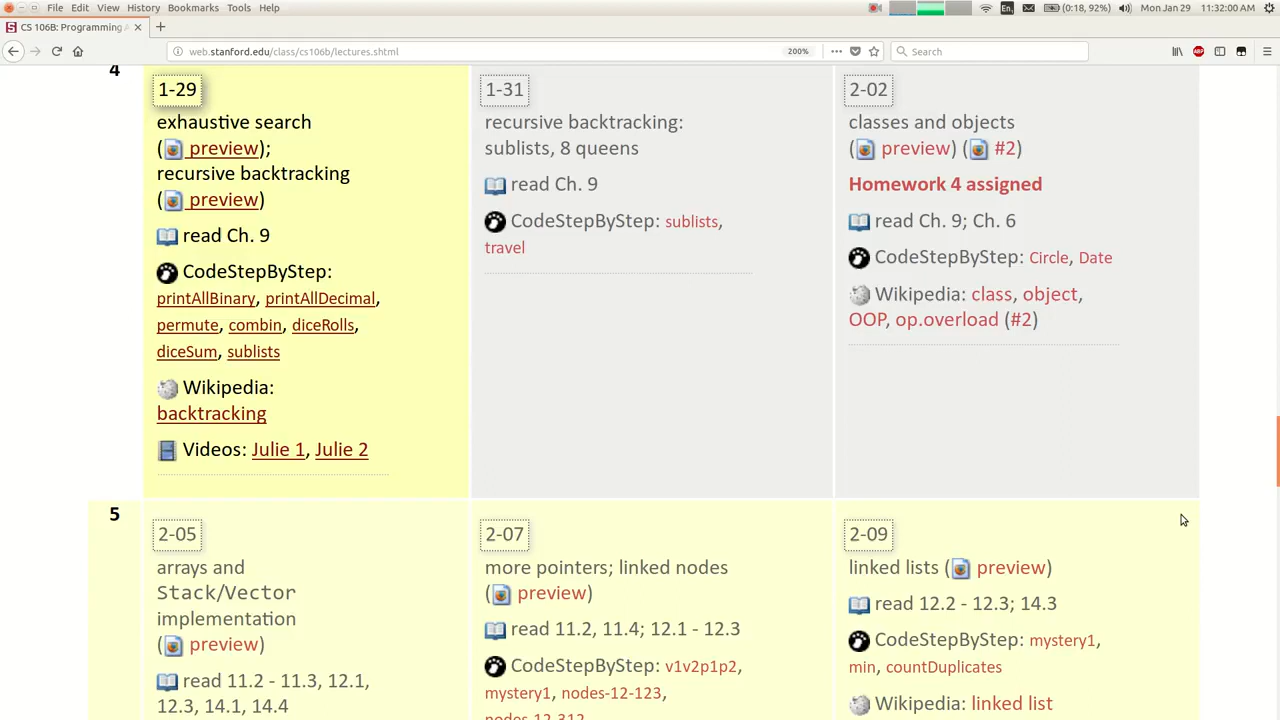 File Edit View History Bookmarks Tools Help
En (0:18, 92%) Mon Jan 29 11:32:00 AM
S CS 106B: Programming A
web.stanford.edu/class/cs106b/lectures.shtml 200% Search ABP
4
1-29
exhaustive search
(preview);
recursive backtracking
(preview)
read Ch. 9
CodeStepByStep:
printAllBinary, printAllDecimal,
permute, combin, diceRolls,
diceSum, sublists
Wikipedia:
backtracking
Videos: Julie 1, Julie 2
1-31
recursive backtracking:
sublists, 8 queens
read Ch. 9
CodeStepByStep: sublists,
travel
2-02
classes and objects
(preview) (#2)
Homework 4 assigned
read Ch. 9; Ch. 6
CodeStepByStep: Circle, Date
Wikipedia: class, object,
OOP, op.overload (#2)
5
2-05
arrays and
Stack/Vector
implementation
(preview)
read 11.2 - 11.3, 12.1,
12.3, 14.1, 14.4
2-07
more pointers; linked nodes
(preview)
read 11.2, 11.4; 12.1 - 12.3
CodeStepByStep: v1v2p1p2,
mystery1, nodes-12-123,
nodes-12-312
2-09
linked lists (preview)
read 12.2 - 12.3; 14.3
CodeStepByStep: mystery1,
min, countDuplicates
Wikipedia: linked list